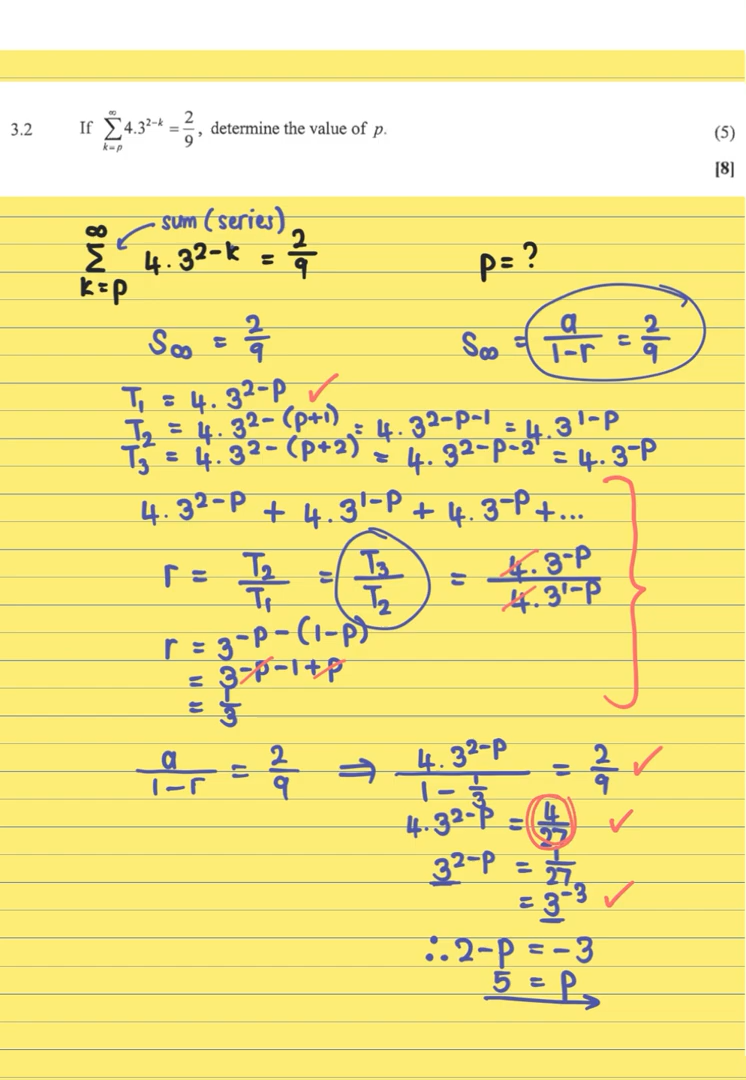 3.2 If ∞ Σ k=p 4.3^{2−k} = 2/9, determine the value of p. (5)
[8]
sum (series)
∞ Σ k=p 4.3^{2-k} = 2/9 p = ?
S∞ = 2/9 S∞ = a/(1-r) = 2/9
T₁ = 4.3^{2-p} ✓
T₂ = 4.3^{2-(p+1)} = 4.3^{2-p-1} = 4.3^{1-p}
T₃ = 4.3^{2-(p+2)} = 4.3^{2-p-2} = 4.3^{-p}
4.3^{2-p} + 4.3^{1-p} + 4.3^{-p} + ...
r = T₂/T₁ = T₃/T₂ = 4.3^{-p}/4.3^{1-p}
r = 3^{-p-(1-p)}
= 3^{-p-1+p}
= 1/3
a/(1-r) = 2/9 ⇒ 4.3^{2-p}/(1 - 1/3) = 2/9 ✓
4.3^{2-p} = 4/27 ✓
3^{2-p} = 1/27
= 3^{-3} ✓
∴ 2-p = -3
5 = p